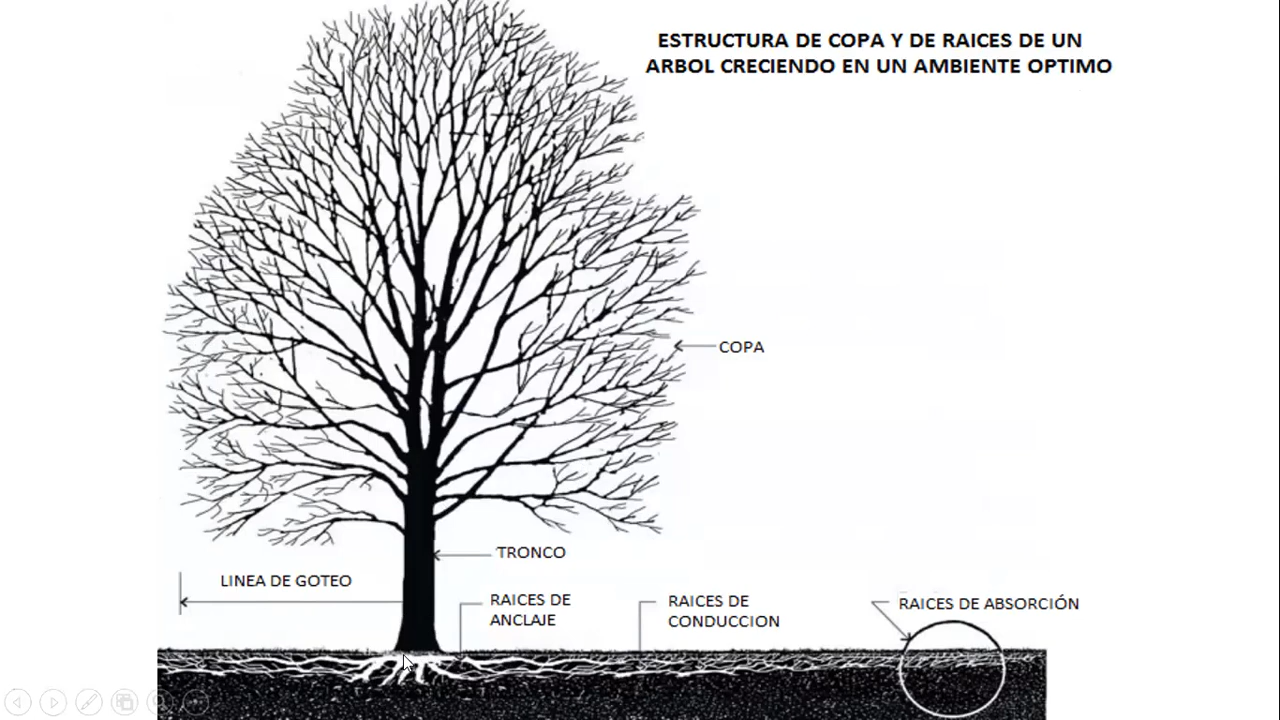 ESTRUCTURA DE COPA Y DE RAICES DE UN
ARBOL CRECIENDO EN UN AMBIENTE OPTIMO
COPA
TRONCO
LINEA DE GOTEO
RAICES DE
ANCLAJE
RAICES DE
CONDUCCION
RAICES DE ABSORCIÓN